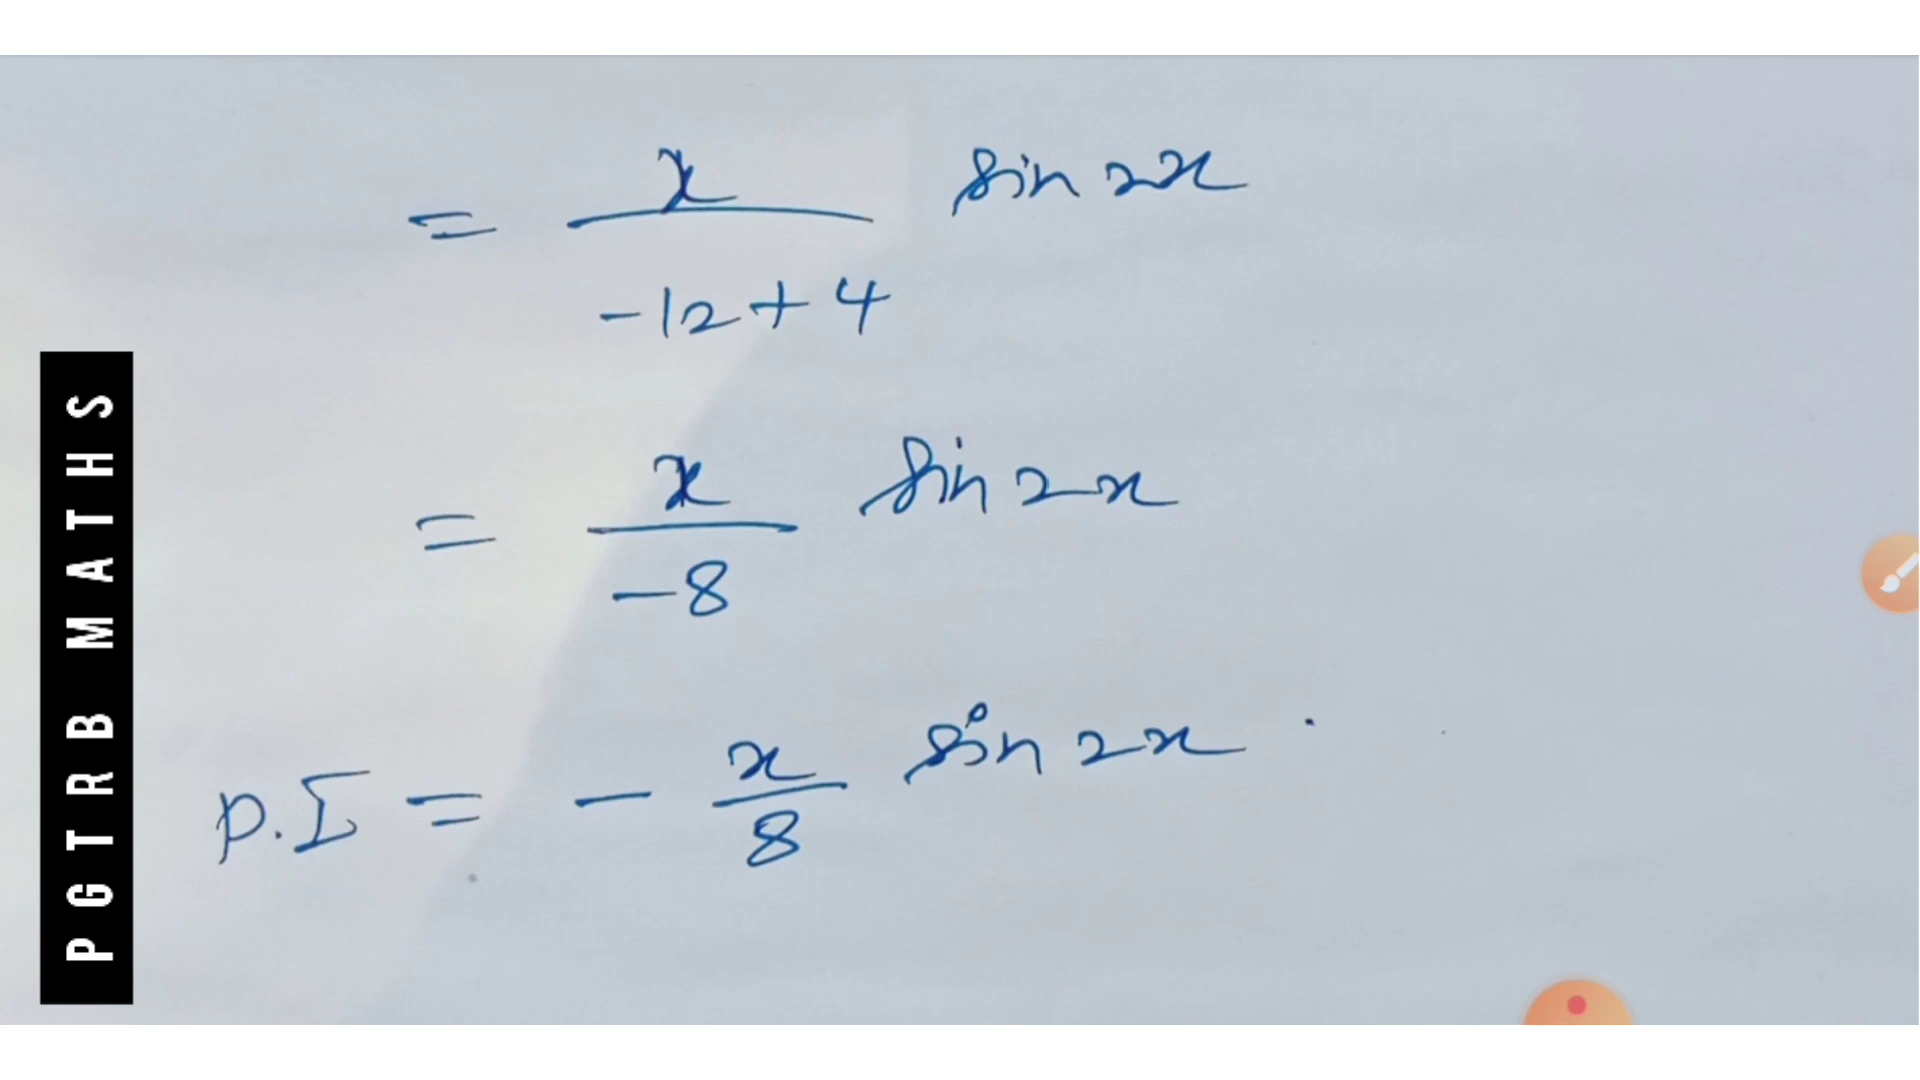 = x / -12+4 sin 2x
= x / -8 sin 2x
P.I = - x / 8 sin 2x .
PGTRB MATHS